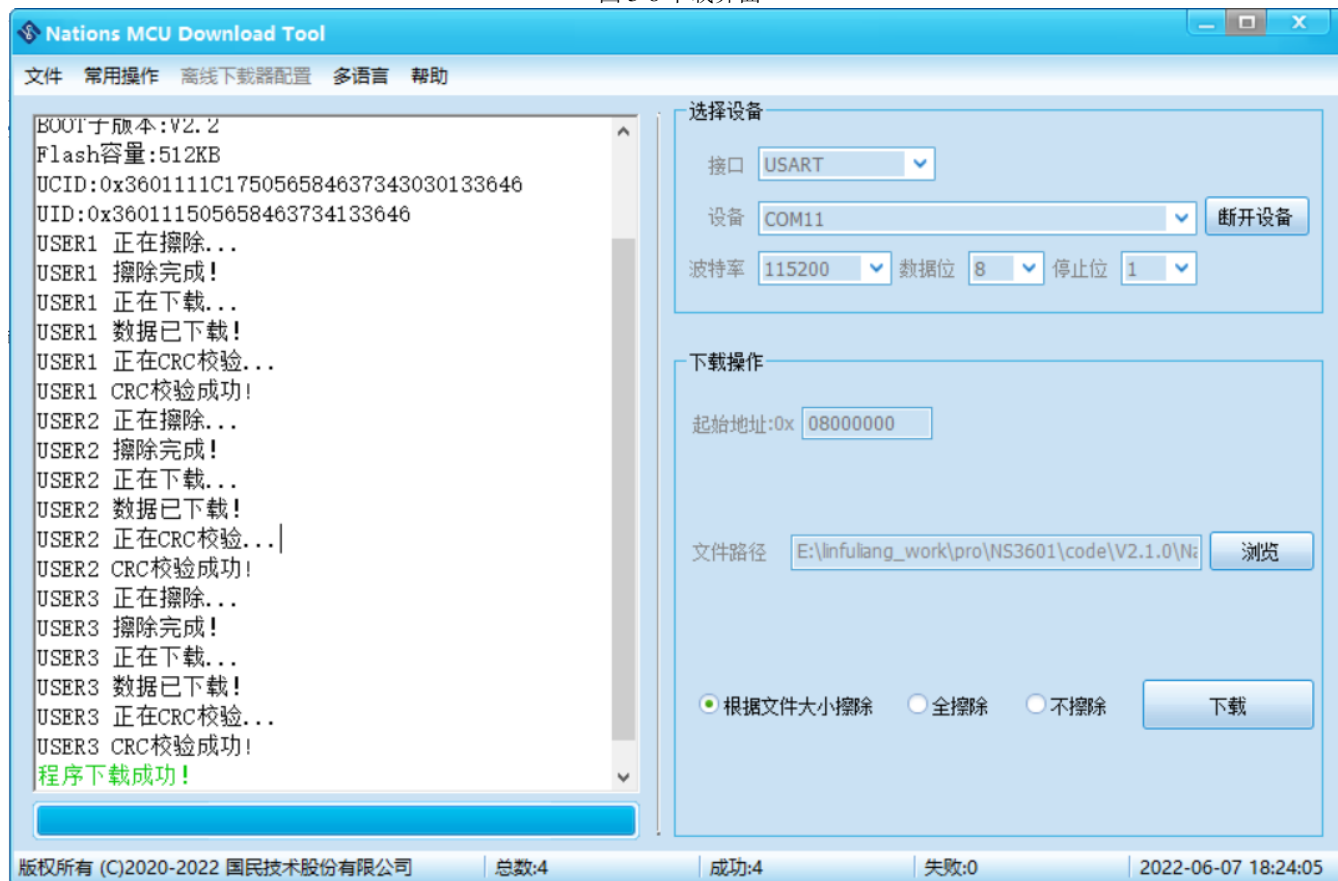 Nations MCU Download Tool
文件 常用操作 离线下载器配置 多语言 帮助
BOOT子版本:V2.2
Flash容量:512KB
UCID:0x3601111C17505658463734303013​3646
UID:0x360111505658463734133646
USER1 正在擦除...
USER1 擦除完成!
USER1 正在下载...
USER1 数据已下载!
USER1 正在CRC校验...
USER1 CRC校验成功!
USER2 正在擦除...
USER2 擦除完成!
USER2 正在下载...
USER2 数据已下载!
USER2 正在CRC校验...
USER2 CRC校验成功!
USER3 正在擦除...
USER3 擦除完成!
USER3 正在下载...
USER3 数据已下载!
USER3 正在CRC校验...
USER3 CRC校验成功!
程序下载成功!
选择设备
接口 USART
设备 COM11 断开设备
波特率 115200 数据位 8 停止位 1
下载操作
起始地址:0x 08000000
文件路径 E:\linfuliang_work\pro\NS3601\code\V2.1.0\Na 浏览
根据文件大小擦除 全擦除 不擦除 下载
版权所有 (C)2020-2022 国民技术股份有限公司 总数:4 成功:4 失败:0 2022-06-07 18:24:05